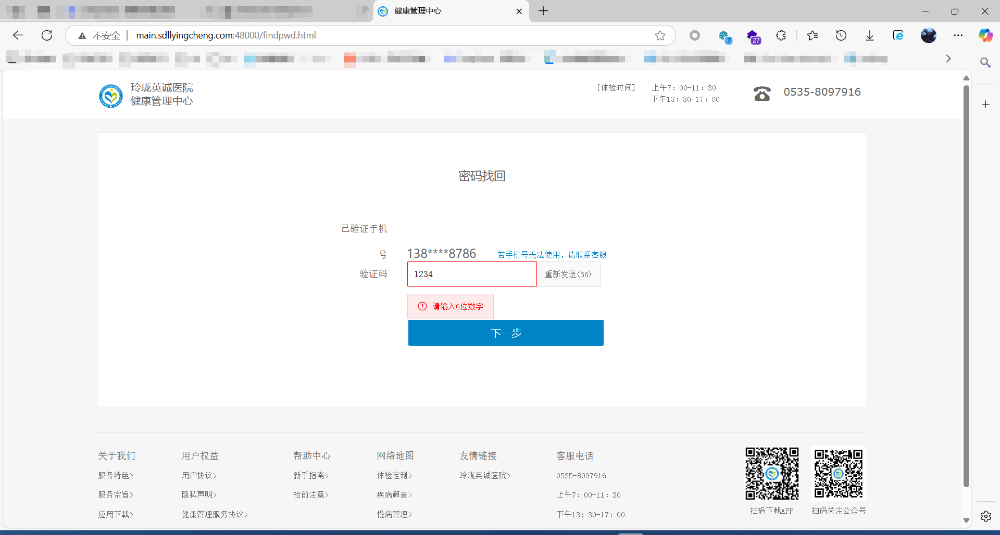 健康管理中心
不安全
main.sdllyingcheng.com:48000/findpwd.html
7
27
玲珑英诚医院
健康管理中心
[体检时间]
上午7：00-11：30
下午13：30-17：00
0535-8097916
密码找回
已验证手机
号
138****8786
若手机号无法使用，请联系客服
验证码
1234
重新发送(56)
请输入6位数字
下一步
关于我们
服务特色>
服务宗旨>
应用下载>
用户权益
用户协议>
隐私声明>
健康管理服务协议>
帮助中心
新手指南>
检前注意>
网络地图
体检定制>
疾病筛查>
慢病管理>
友情链接
玲珑英诚医院>
客服电话
0535-8097916
上午7：00-11：30
下午13：30-17：00
扫码下载APP
扫码关注公众号